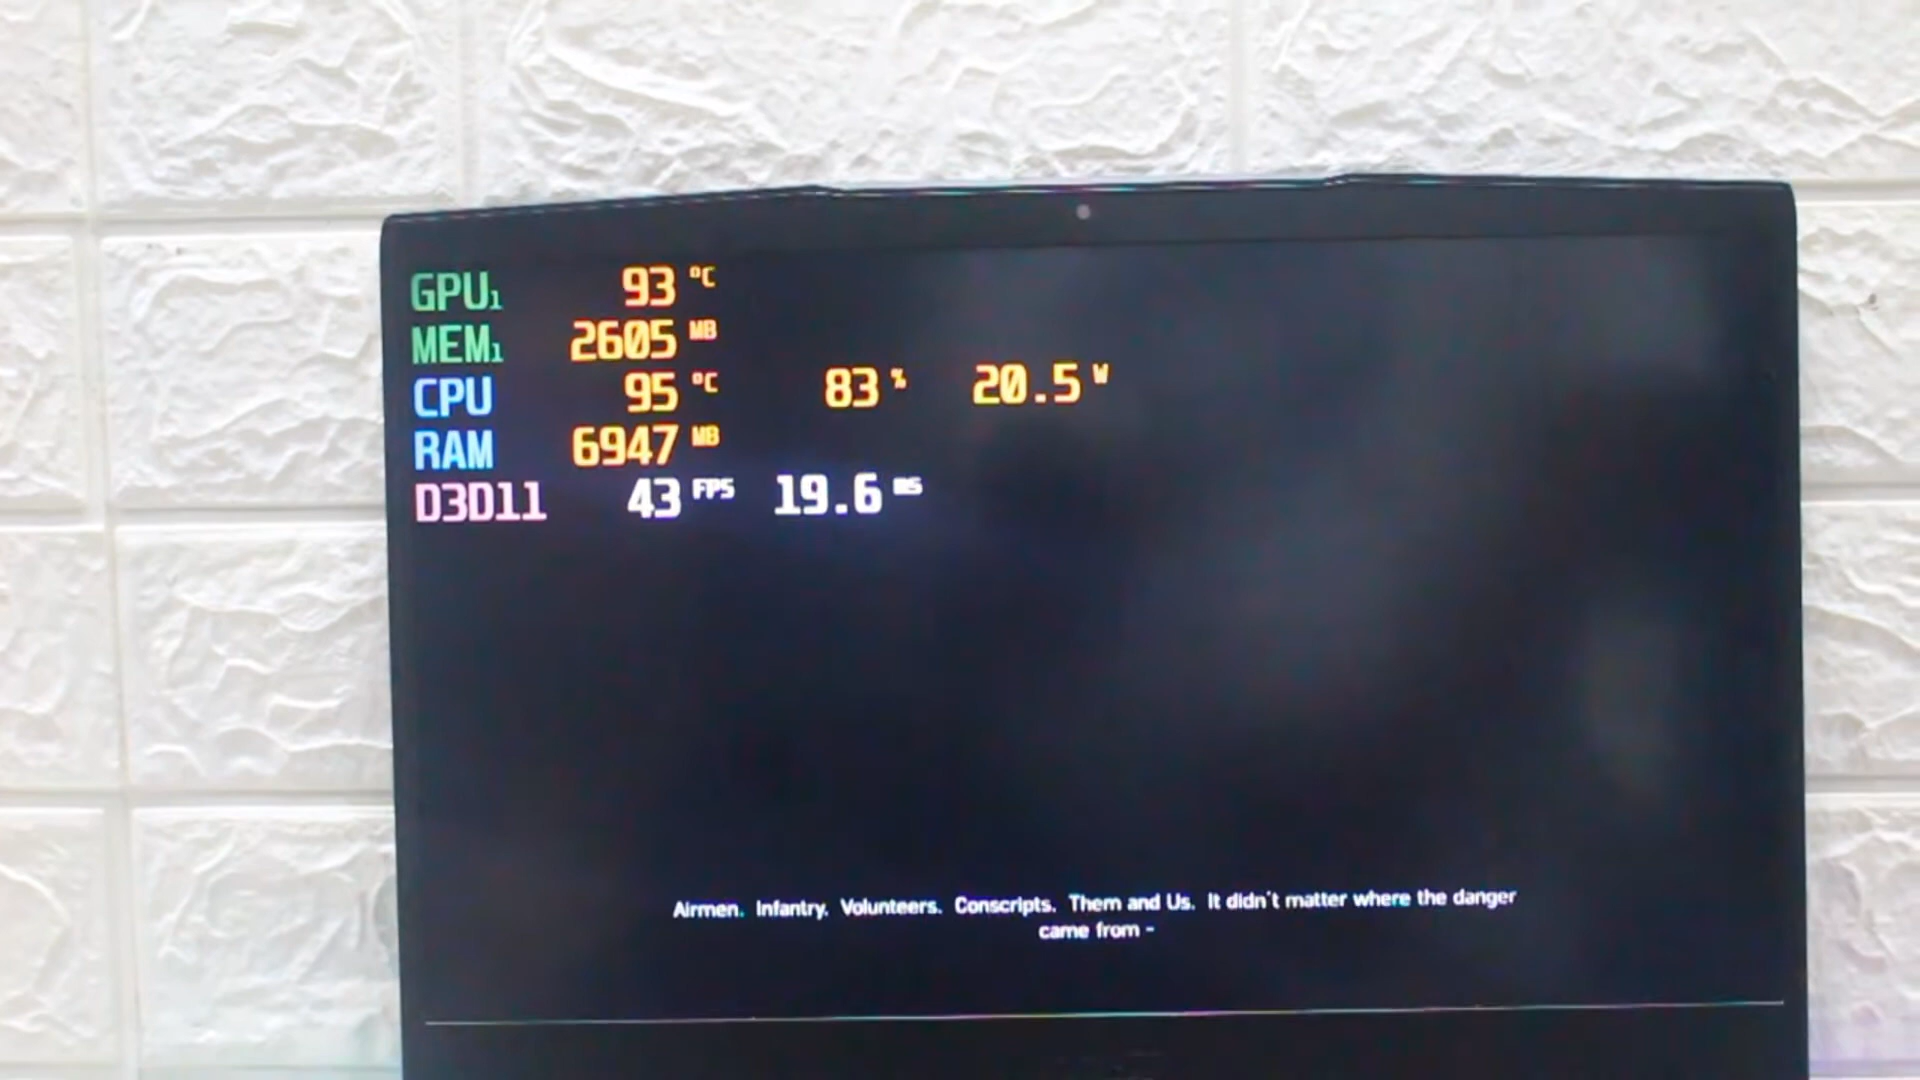 GPU1 93 °C
MEM1 2605 MB
CPU 95 °C 83 % 20.5 W
RAM 6947 MB
D3D11 43 FPS 19.6 ms
Airmen. Infantry. Volunteers. Conscripts. Them and Us. It didn't matter where the danger
came from -